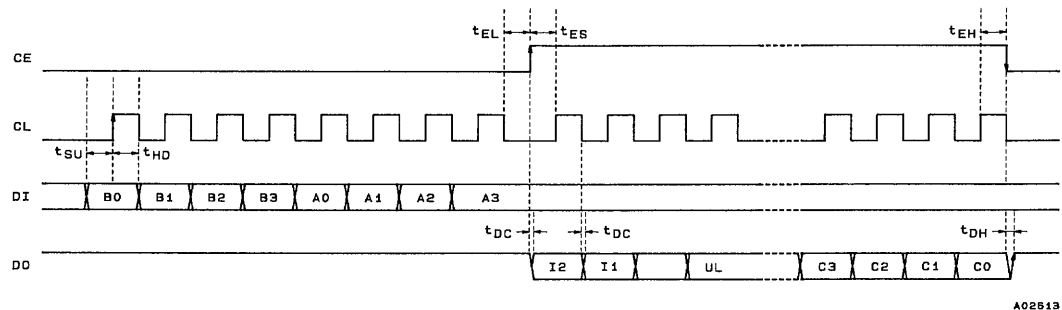 tEL tES tEH
CE
CL
tSU tHD
DI B0 B1 B2 B3 A0 A1 A2 A3
tDC tDC tDH
DO I2 I1 UL C3 C2 C1 C0
A02613